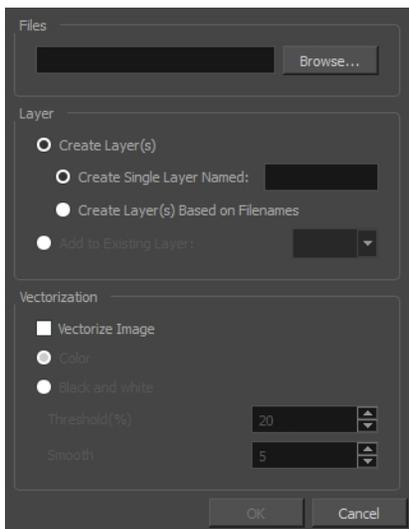 Files
Browse...
Layer
Create Layer(s)
Create Single Layer Named:
Create Layer(s) Based on Filenames
Add to Existing Layer:
Vectorization
Vectorize Image
Color
Black and white
Threshold(%) 20
Smooth 5
OK Cancel